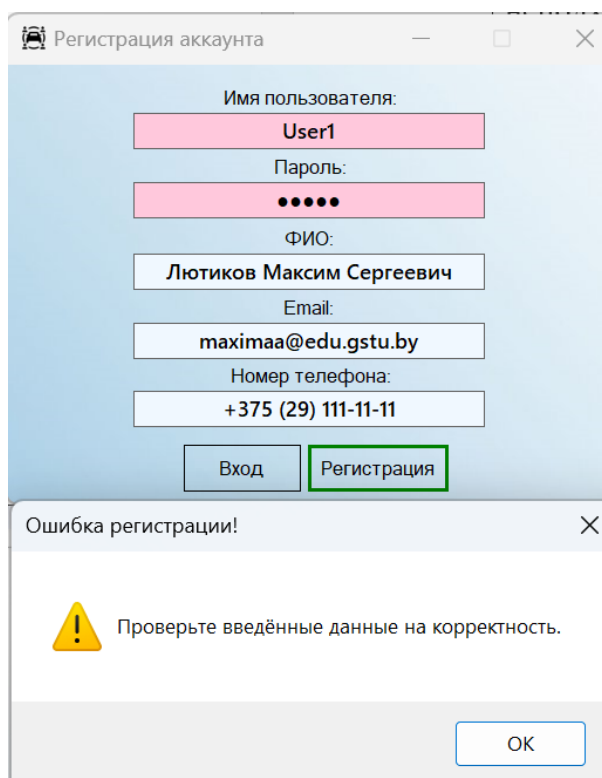 Регистрация аккаунта
Имя пользователя:
User1
Пароль:
●●●●●
ФИО:
Лютиков Максим Сергеевич
Email:
maximaa@edu.gstu.by
Номер телефона:
+375 (29) 111-11-11
Вход Регистрация
Ошибка регистрации!
Проверьте введённые данные на корректность.
ОК